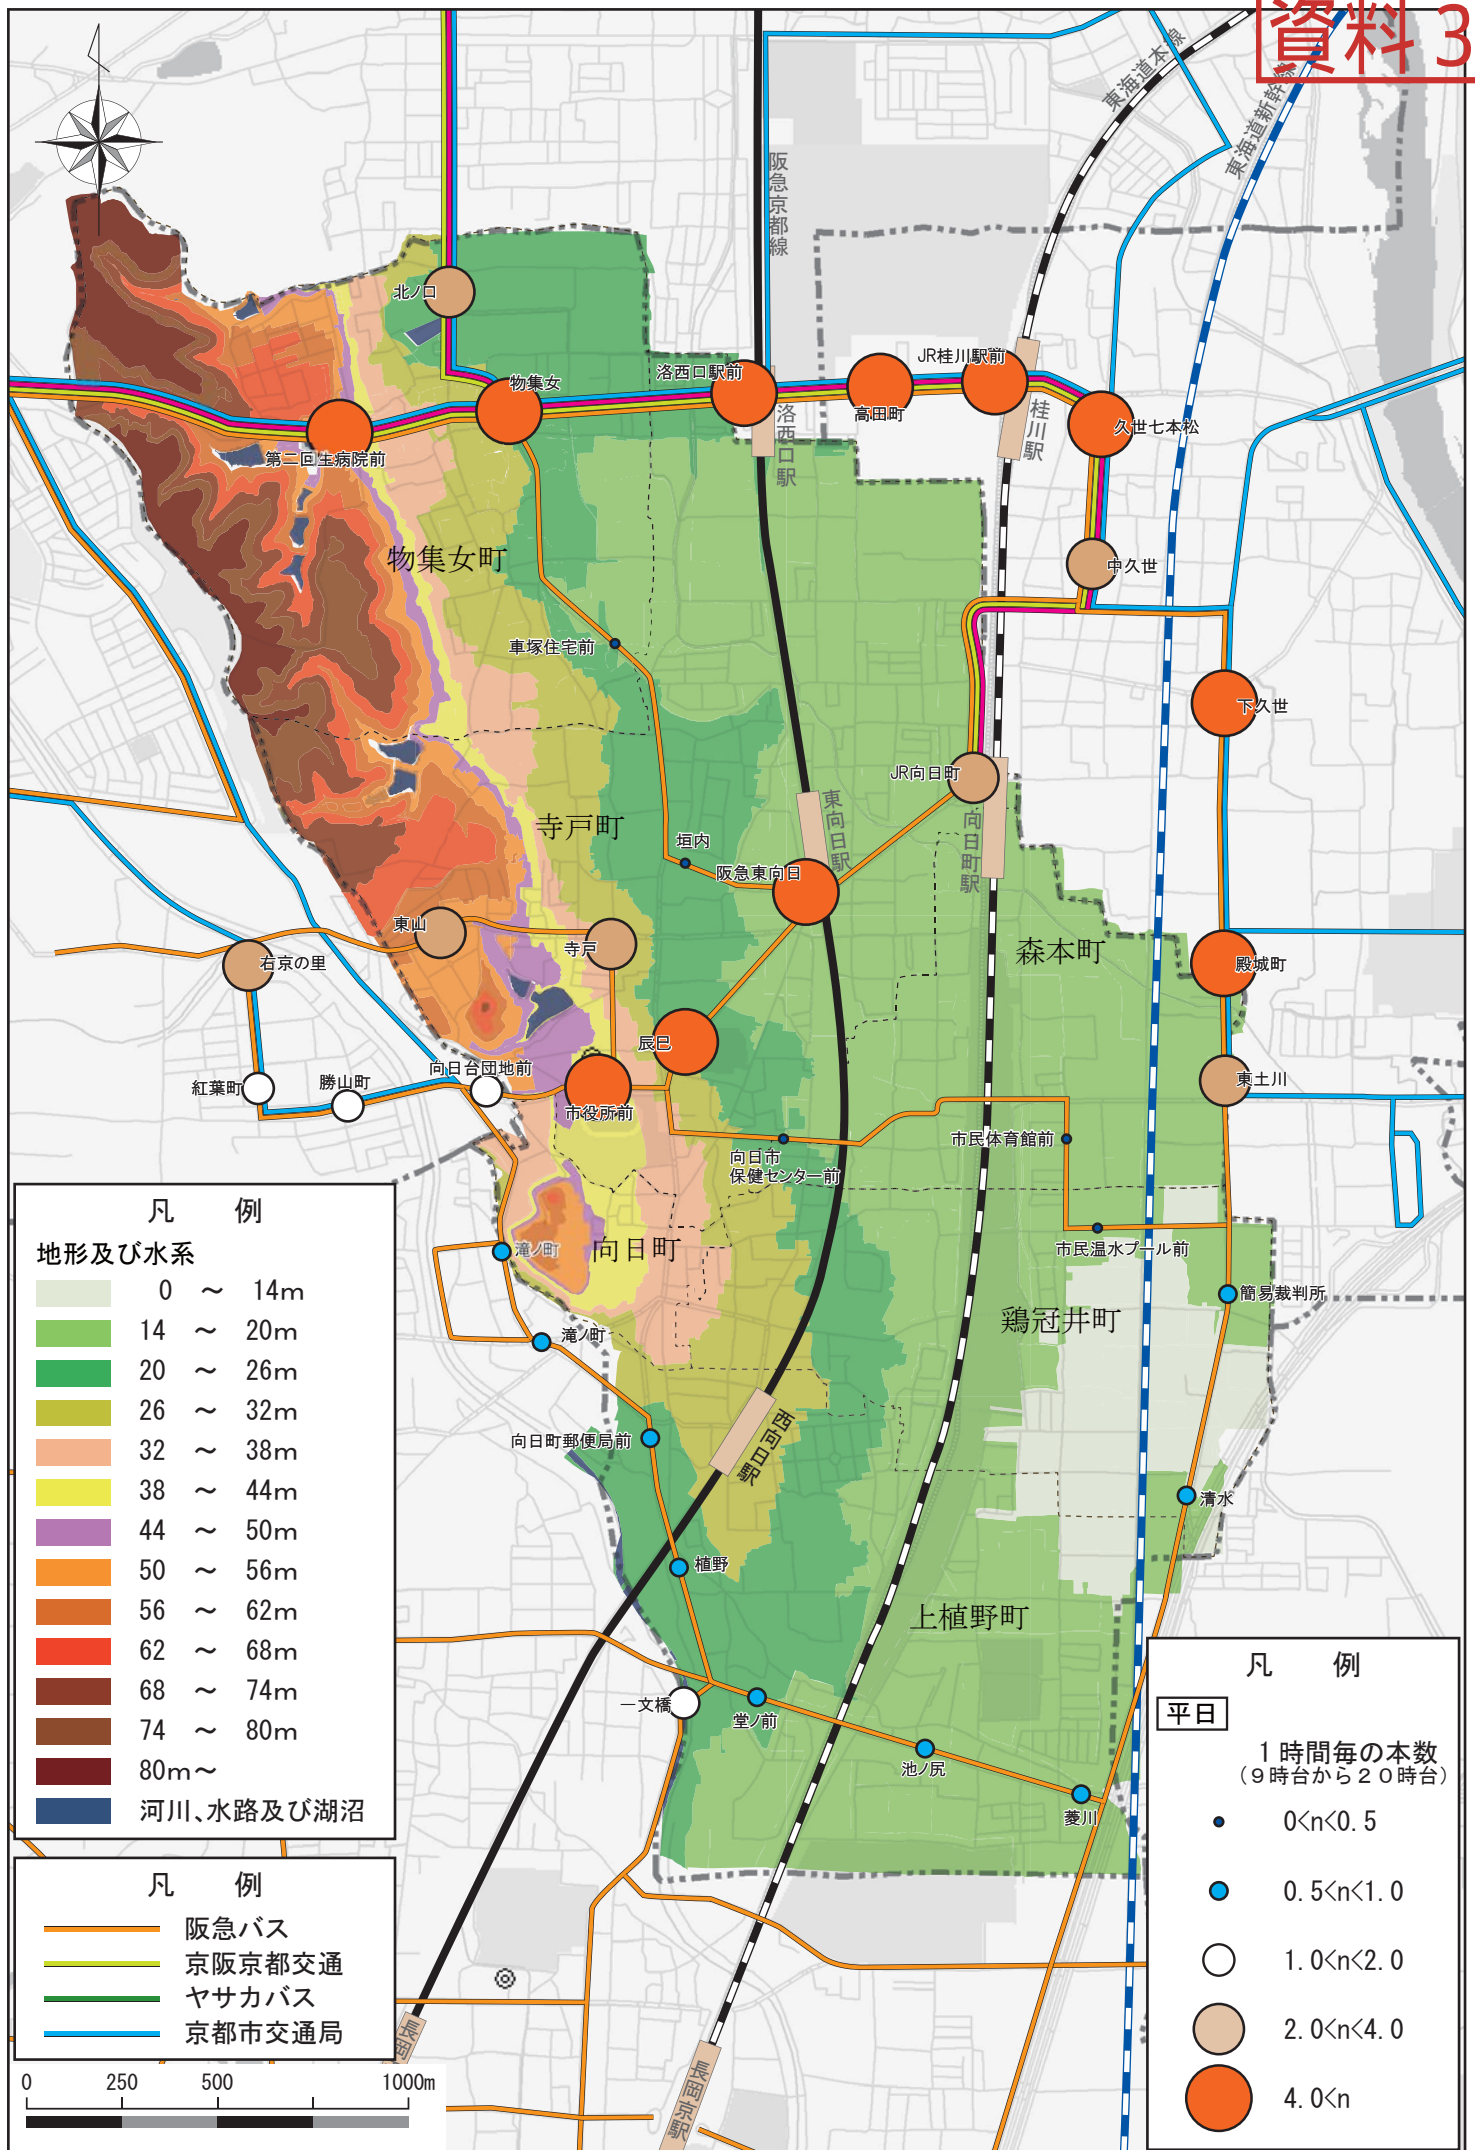 資料3
東海道本線
東海道新幹線
阪急京都線
北ノ口
物集女
洛西口駅前
JR桂川駅前
高田町
洛西口駅
桂川駅
久世七本松
第二回生病院前
物集女町
中久世
車塚住宅前
下久世
JR向日町
東向日駅
向日町駅
寺戸町
垣内
阪急東向日
東山
寺戸
森本町
右京の里
殿城町
辰巳
紅葉町
勝山町
向日台団地前
市役所前
東土川
向日市
保健センター前
市民体育館前
滝ノ町
向日町
市民温水プール前
簡易裁判所
滝ノ町
鶏冠井町
向日町郵便局前
西向日駅
清水
植野
上植野町
一文橋
堂ノ前
池ノ尻
菱川
長岡
長岡京駅
凡 例
地形及び水系
0 ～ 14m
14 ～ 20m
20 ～ 26m
26 ～ 32m
32 ～ 38m
38 ～ 44m
44 ～ 50m
50 ～ 56m
56 ～ 62m
62 ～ 68m
68 ～ 74m
74 ～ 80m
80m～
河川、水路及び湖沼
凡 例
阪急バス
京阪京都交通
ヤサカバス
京都市交通局
0 250 500 1000m
凡 例
平日
1時間毎の本数
（9時台から20時台）
0<n<0.5
0.5<n<1.0
1.0<n<2.0
2.0<n<4.0
4.0<n